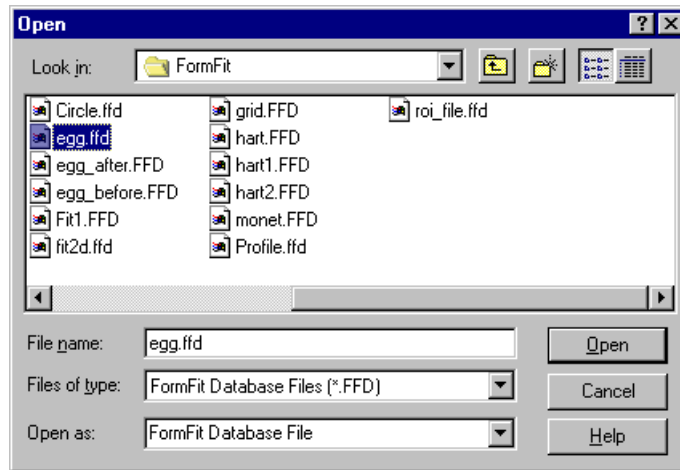 Open
Look in: FormFit
Circle.ffd grid.FFD roi_file.ffd
egg.ffd hart.FFD
egg_after.FFD hart1.FFD
egg_before.FFD hart2.FFD
Fit1.FFD monet.FFD
fit2d.ffd Profile.ffd
File name: egg.ffd Open
Files of type: FormFit Database Files (*.FFD) Cancel
Open as: FormFit Database File Help